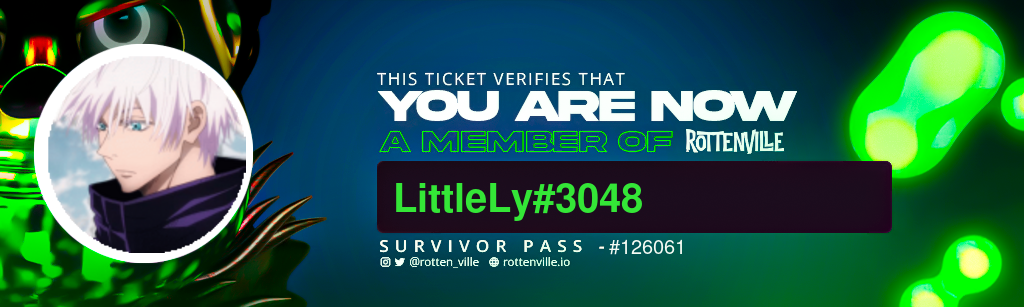 THIS TICKET VERIFIES THAT
YOU ARE NOW
A MEMBER OF ROTTENVILLE
LittleLy#3048
SURVIVOR PASS - #126061
@rotten_ville rottenville.io